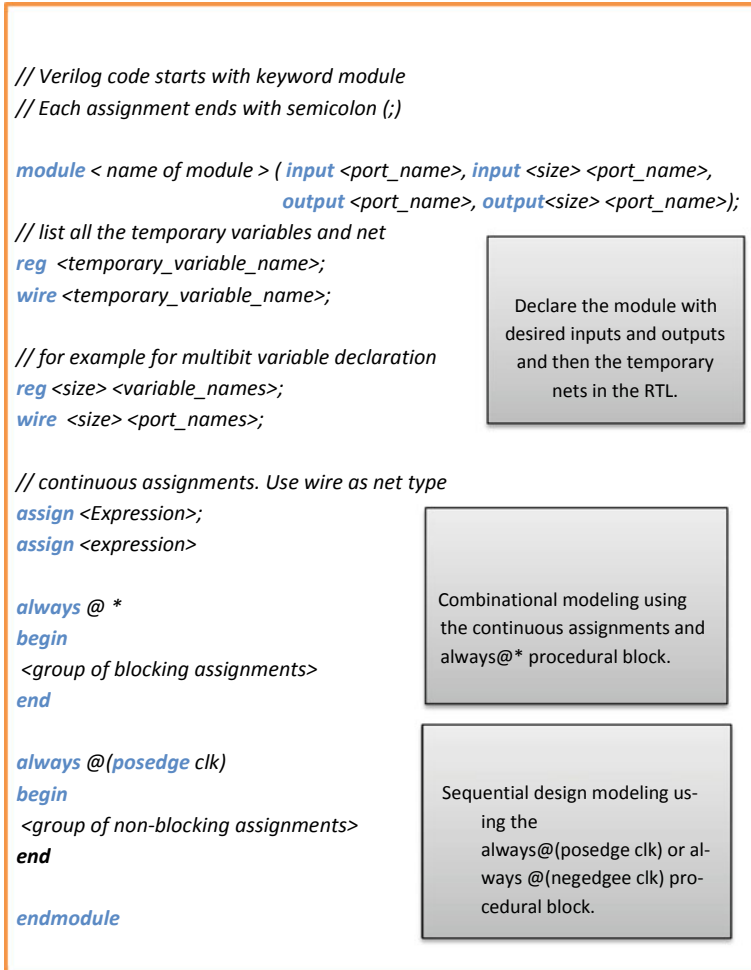 // Verilog code starts with keyword module
// Each assignment ends with semicolon (;)
module < name of module > ( input <port_name>, input <size> <port_name>,
output <port_name>, output<size> <port_name>);
// list all the temporary variables and net
reg <temporary_variable_name>;
wire <temporary_variable_name>;
Declare the module with
desired inputs and outputs
and then the temporary
nets in the RTL.
// for example for multibit variable declaration
reg <size> <variable_names>;
wire <size> <port_names>;
// continuous assignments. Use wire as net type
assign <Expression>;
assign <expression>
always @ *
begin
<group of blocking assignments>
end
Combinational modeling using
the continuous assignments and
always@* procedural block.
always @(posedge clk)
begin
<group of non-blocking assignments>
end
endmodule
Sequential design modeling us-
ing the
always@(posedge clk) or al-
ways @(negedgee clk) pro-
cedural block.